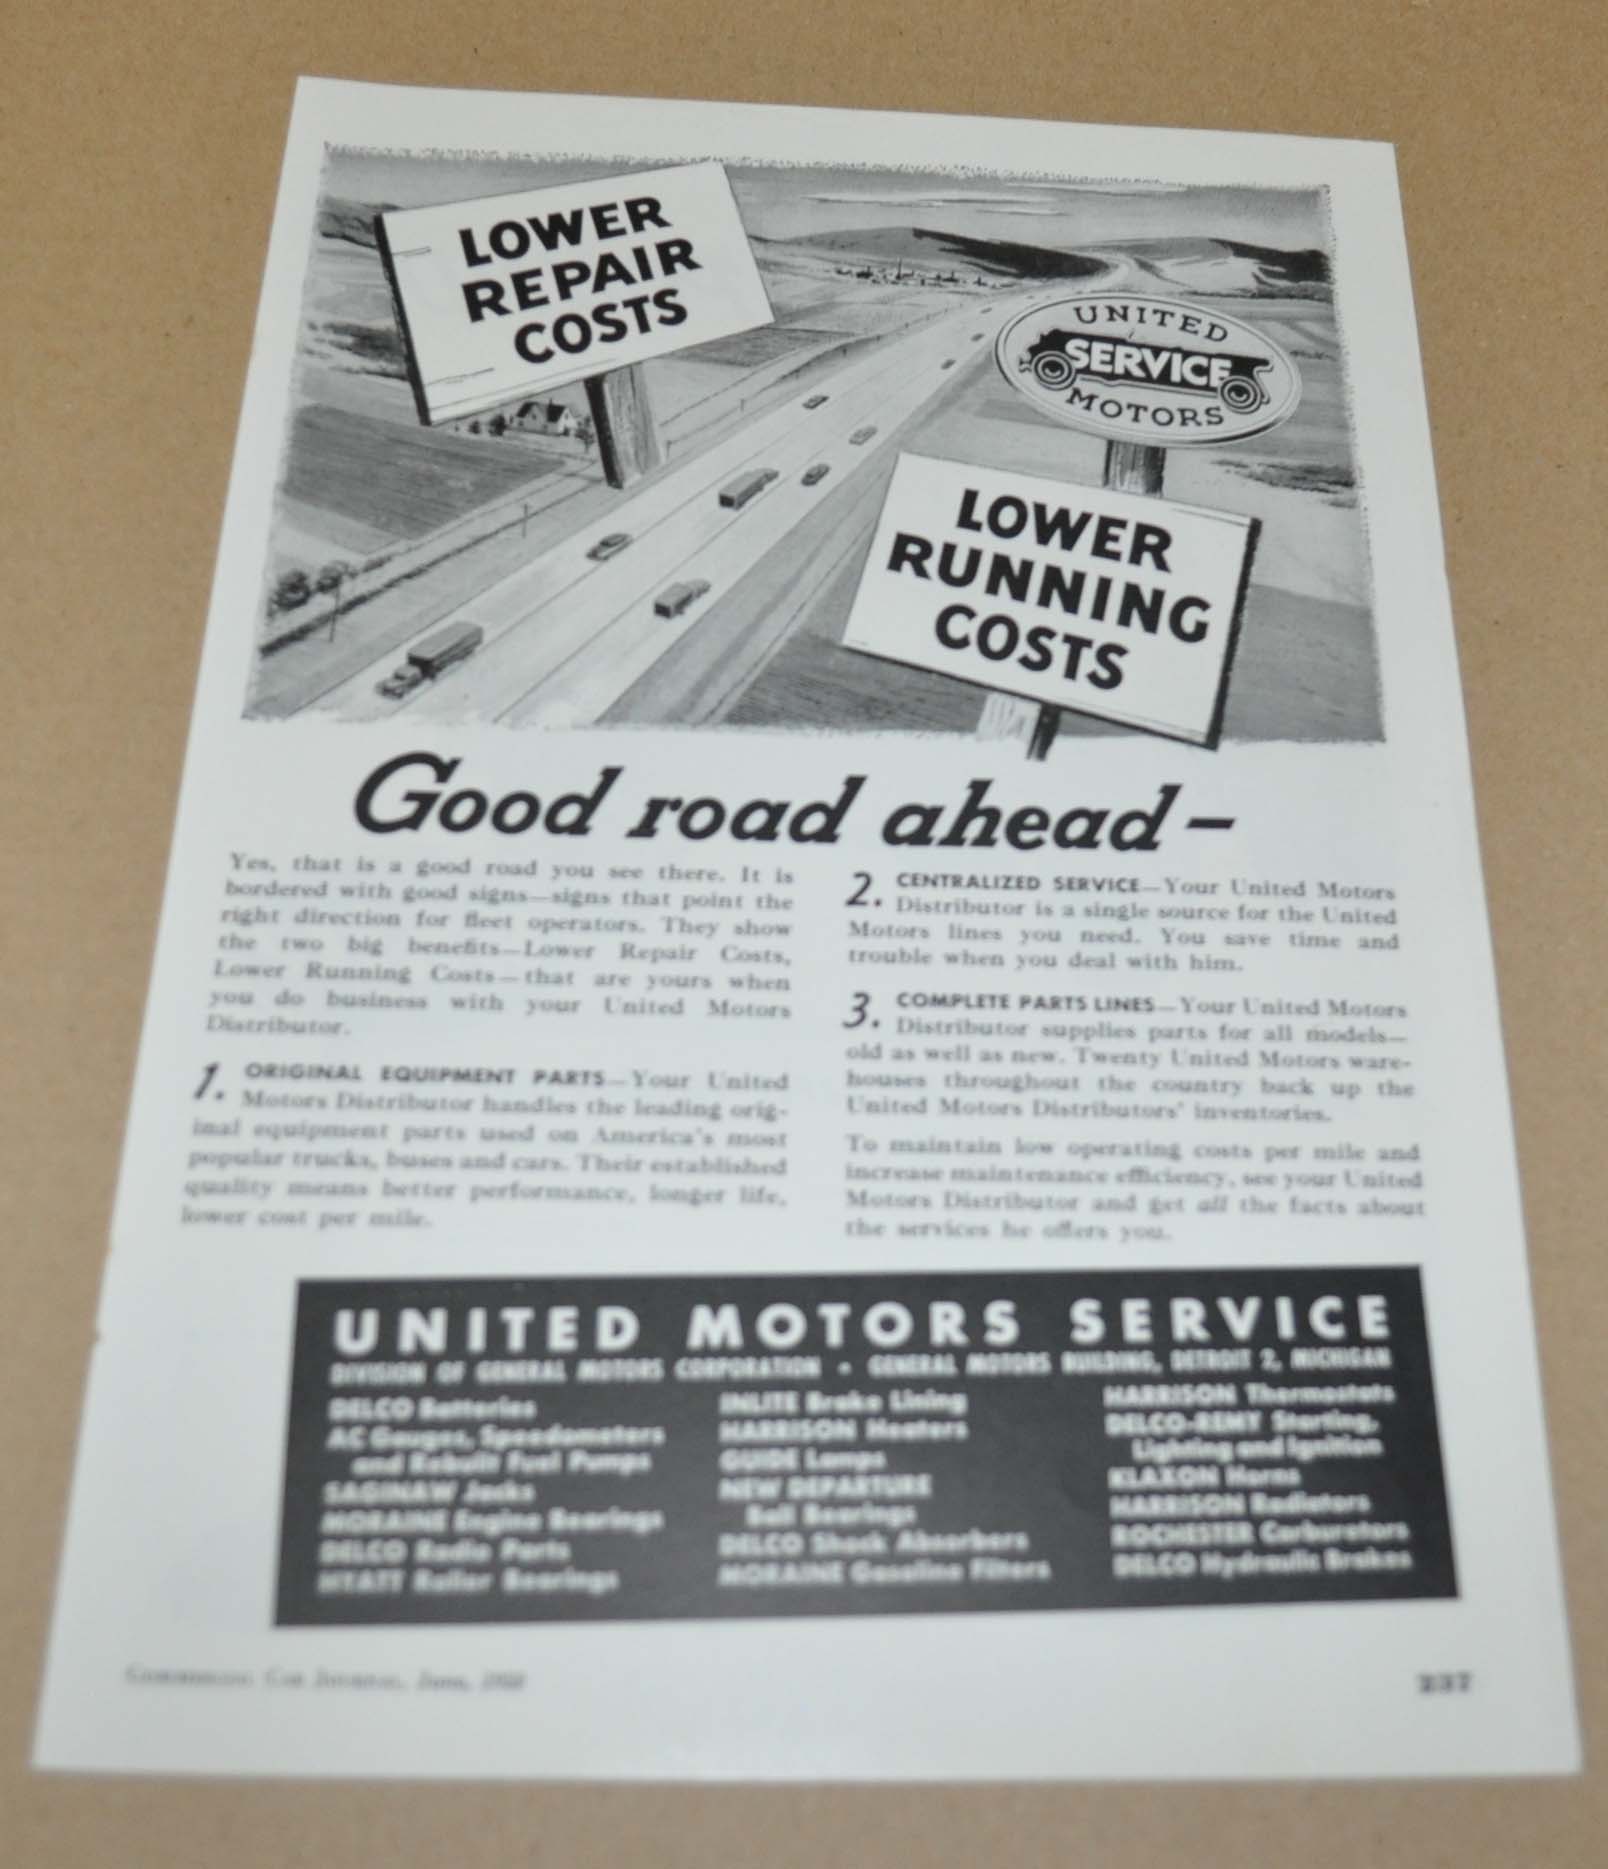 LOWER
REPAIR
COSTS
UNITED
SERVICE
MOTORS
LOWER
RUNNING
COSTS
Good road ahead—
Yes, that is a good road you see there. It is
bordered with good signs—signs that point the
right direction for fleet operators. They show
the two big benefits—Lower Repair Costs,
Lower Running Costs—that are yours when
you do business with your United Motors
Distributor.
1. ORIGINAL EQUIPMENT PARTS—Your United
Motors Distributor handles the leading orig-
inal equipment parts used on America's most
popular trucks, buses and cars. Their established
quality means better performance, longer life,
lower cost per mile.
2. CENTRALIZED SERVICE—Your United Motors
Distributor is a single source for the United
Motors lines you need. You save time and
trouble when you deal with him.
3. COMPLETE PARTS LINES—Your United Motors
Distributor supplies parts for all models—
old as well as new. Twenty United Motors ware-
houses throughout the country back up the
United Motors Distributors' inventories.
To maintain low operating costs per mile and
increase maintenance efficiency, see your United
Motors Distributor and get all the facts about
the services he offers you.
UNITED MOTORS SERVICE
DIVISION OF GENERAL MOTORS CORPORATION • GENERAL MOTORS BUILDING, DETROIT 2, MICHIGAN
DELCO Batteries
AC Gauges, Speedometers
and Rebuilt Fuel Pumps
SAGINAW Jacks
MORAINE Engine Bearings
DELCO Radio Parts
HYATT Roller Bearings
INLITE Brake Lining
HARRISON Heaters
GUIDE Lamps
NEW DEPARTURE
Ball Bearings
DELCO Shock Absorbers
MORAINE Gasoline Filters
HARRISON Thermostats
DELCO-REMY Starting,
Lighting and Ignition
KLAXON Horns
HARRISON Radiators
ROCHESTER Carburetors
DELCO Hydraulic Brakes
Commercial Car Journal, June,
237